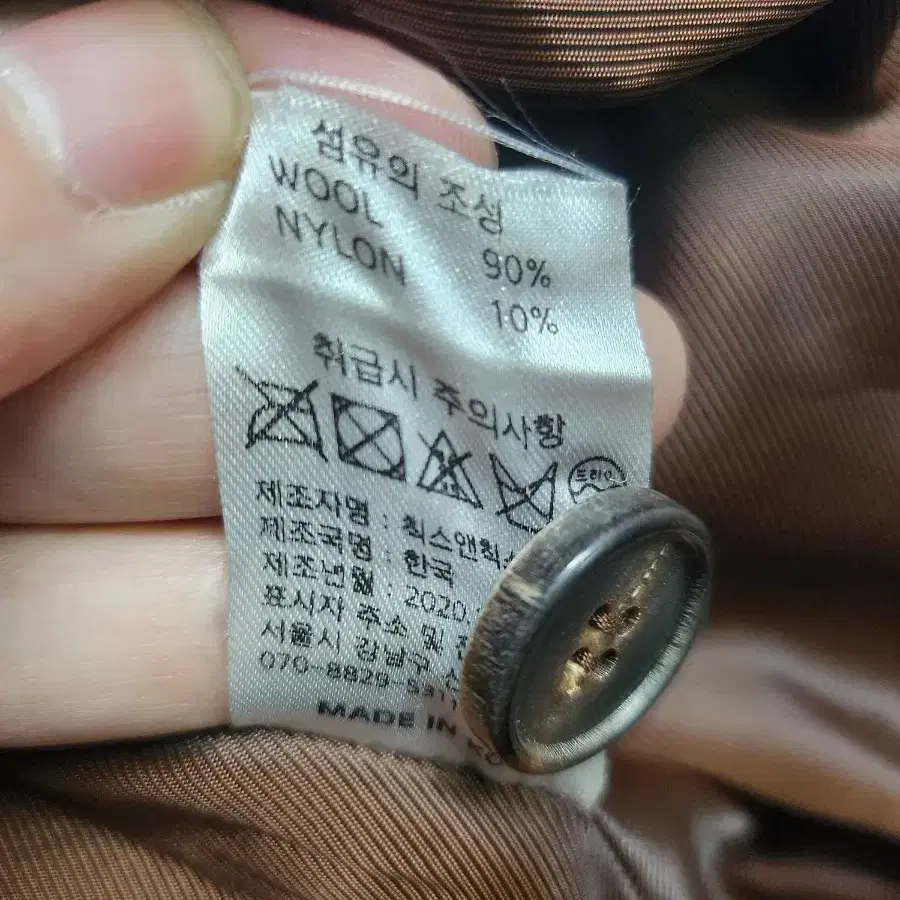 섬유의 조성
WOOL 90%
NYLON 10%
취급시 주의사항
드라이
제조자명 : 칙스앤칙스
제조국명 : 한국
제조년월 : 2020
표시자 주소 및
서울시 강남구
070-8829-531
MADE IN